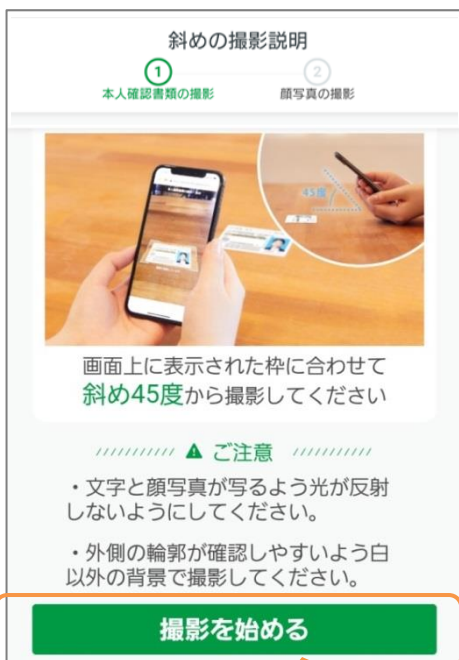 斜めの撮影説明
1
2
本人確認書類の撮影
顔写真の撮影
45度
画面上に表示された枠に合わせて
斜め45度から撮影してください
ご注意
・文字と顔写真が写るよう光が反射
しないようにしてください。
・外側の輪郭が確認しやすいよう白
以外の背景で撮影してください。
撮影を始める